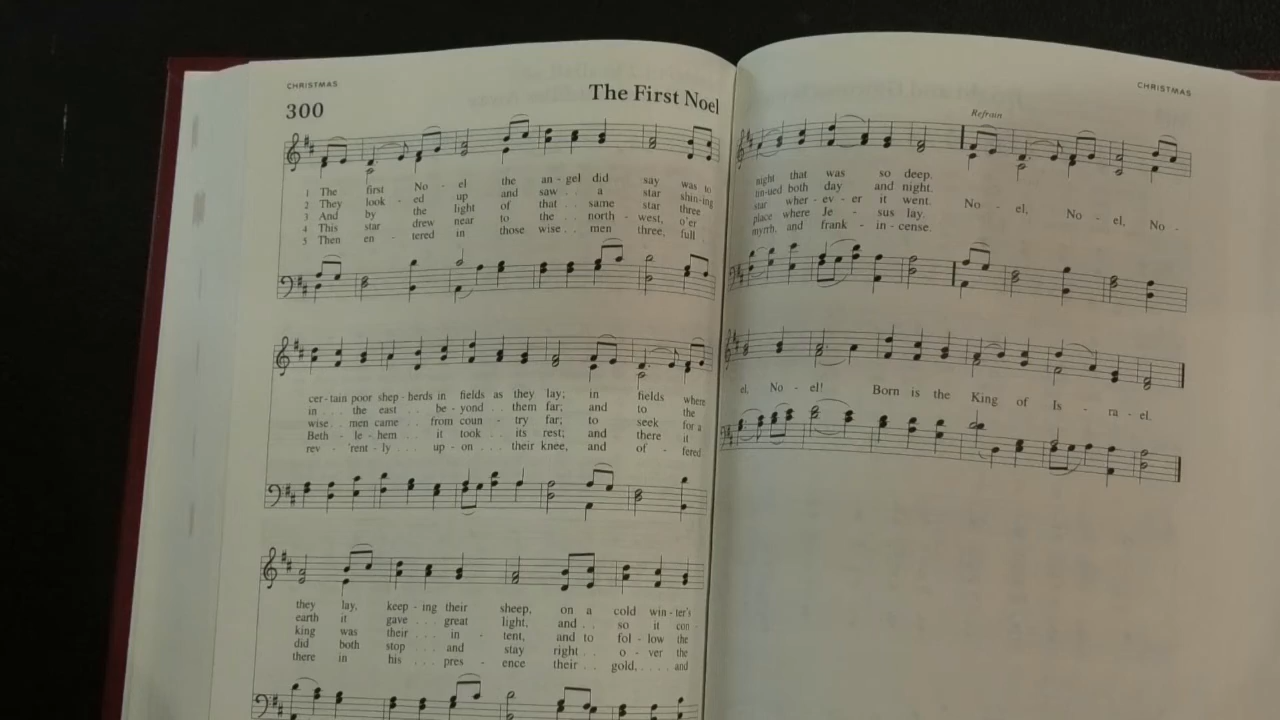 CHRISTMAS
300
The First Noel
1 The first No - el the an - gel did say was to
2 They look - ed up and saw . . a star shin - ing
3 And by the light of that . . same star three
4 This star drew near to the . . north - west, o'er
5 Then en - tered in those wise . . men three, full
cer - tain poor shep - herds in fields as they lay; in fields where
in . . . the east . . be - yond . . . them far; and to the
wise . . men came . . from coun - try far; to seek for a
Beth - le - hem . . it took . . its rest; and there it
rev - 'rent - ly . . up - on . . . their knee, and of - fered
they lay, keep - ing their sheep, on a cold win - ter's
earth it gave . . . great light, and . . so it con -
king was their . . . in - tent, and to fol - low the
did both stop . . and stay right . . o - ver the
there in his . . . pres - ence their . . gold, . . . . and
CHRISTMAS
Refrain
night that was so deep.
tin-ued both day and night.
star wher - ev - er it went. No - el, No - el, No -
place where Je - sus lay.
myrrh, and frank - in - cense.
el, No - el! Born is the King of Is - ra - el.